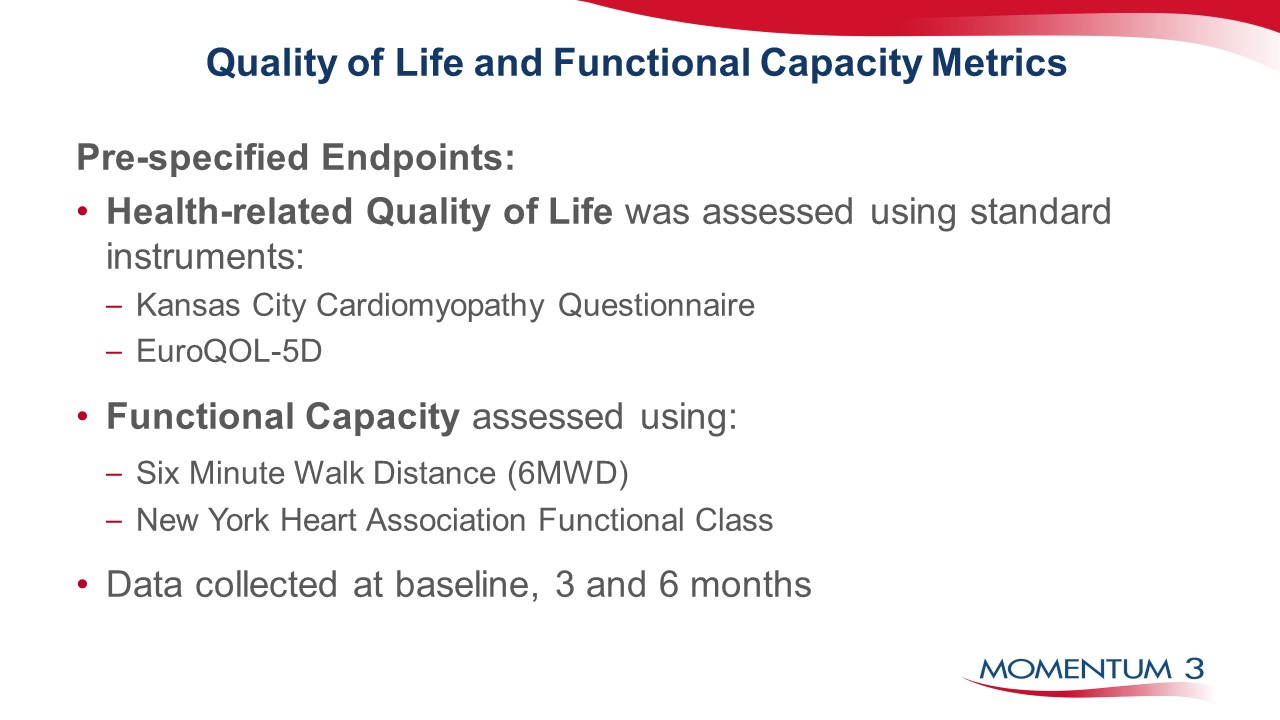 Quality of Life and Functional Capacity Metrics
Pre-specified Endpoints:
• Health-related Quality of Life was assessed using standard
instruments:
– Kansas City Cardiomyopathy Questionnaire
– EuroQOL-5D
• Functional Capacity assessed using:
– Six Minute Walk Distance (6MWD)
– New York Heart Association Functional Class
• Data collected at baseline, 3 and 6 months
MOMENTUM 3